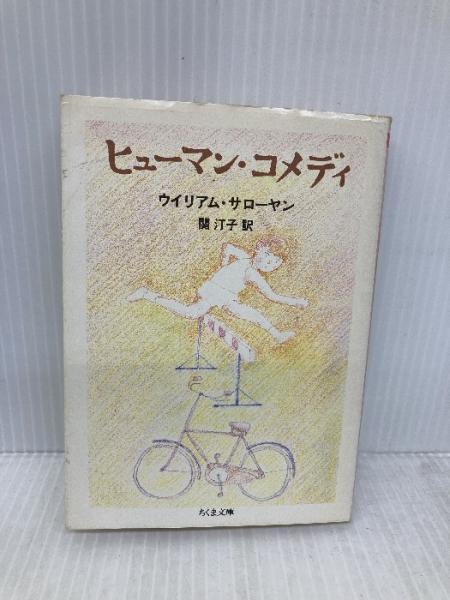 ヒューマン・コメディ
ウイリアム・サローヤン
関 汀子 訳
ちくま文庫